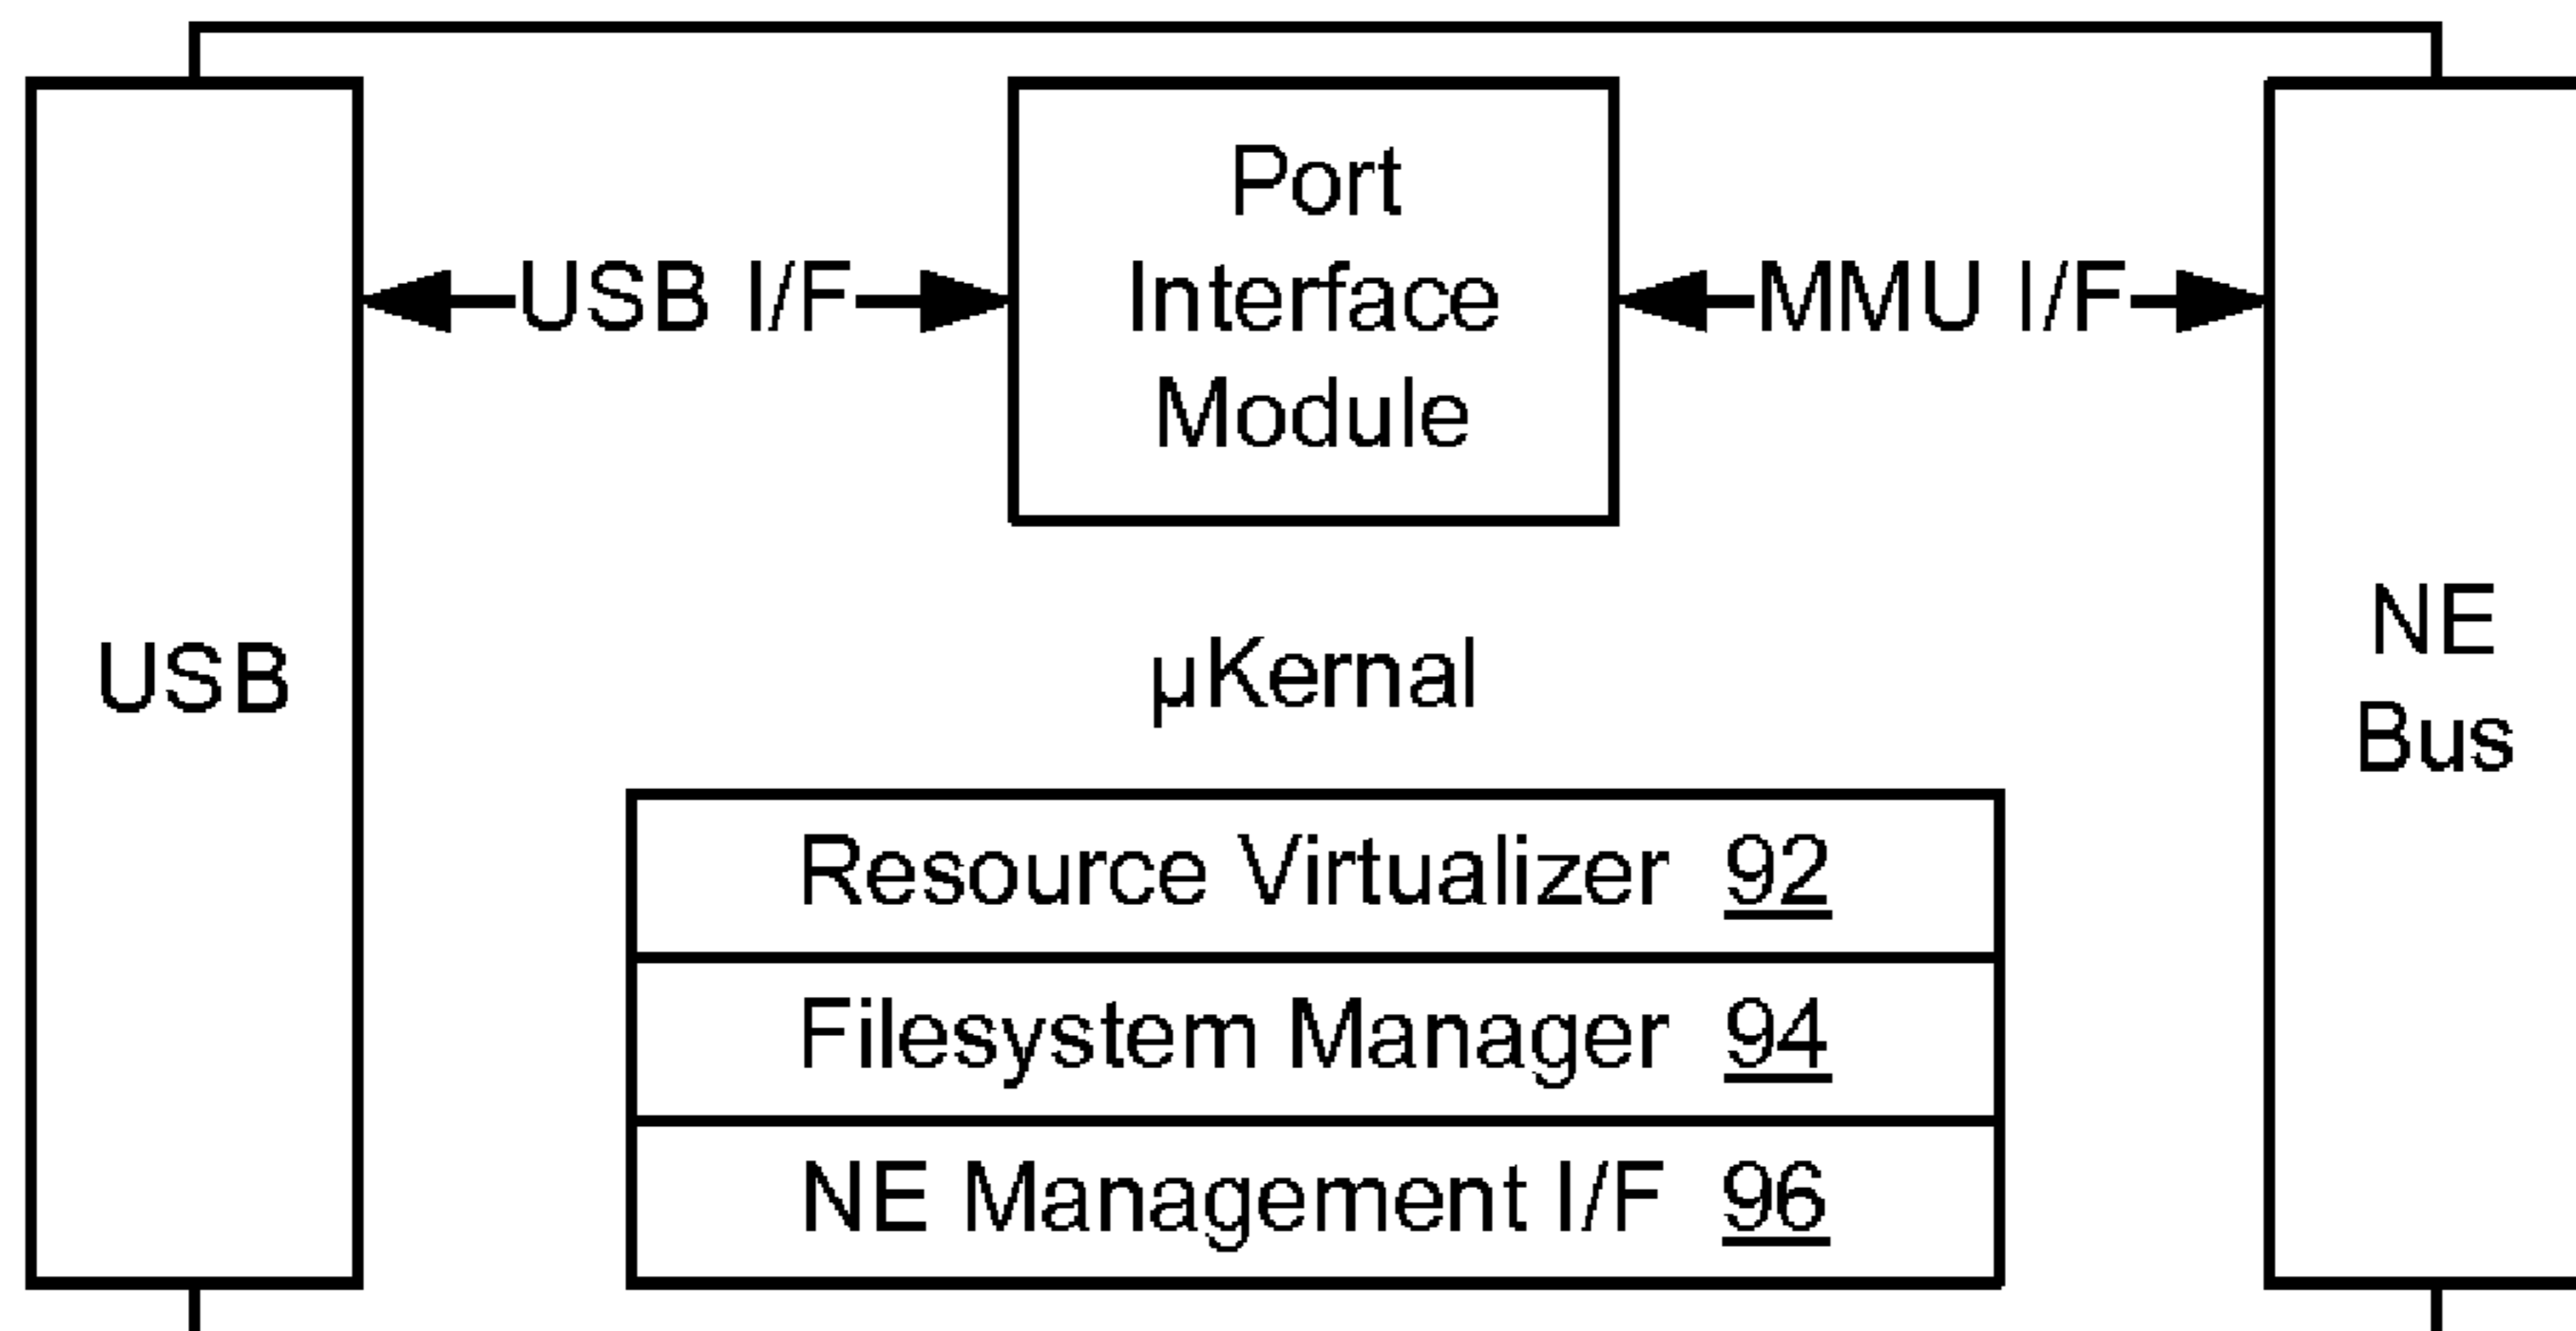 Port
Interface
Module
USB I/F
MMU I/F
USB
µKernal
NE
Bus
Resource Virtualizer 92
Filesystem Manager 94
NE Management I/F 96